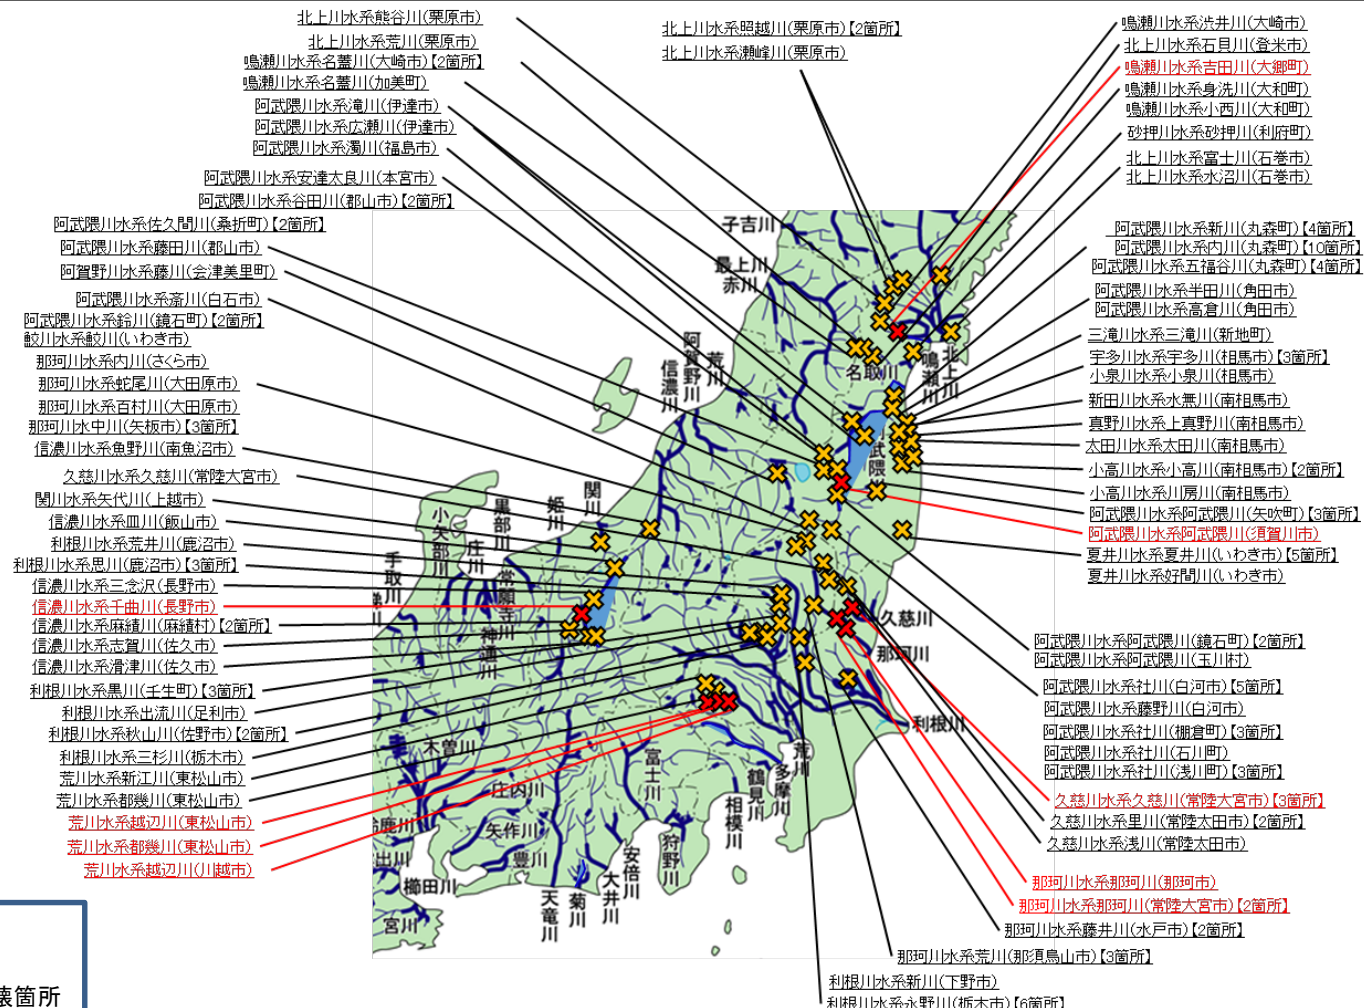 北上川水系熊谷川(栗原市)
北上川水系荒川(栗原市)
鳴瀬川水系名蓋川(大崎市)【2箇所】
鳴瀬川水系名蓋川(加美町)
阿武隈川水系滝川(伊達市)
阿武隈川水系広瀬川(伊達市)
阿武隈川水系濁川(福島市)
阿武隈川水系安達太良川(本宮市)
阿武隈川水系谷田川(郡山市)【2箇所】
阿武隈川水系佐久間川(桑折町)【2箇所】
阿武隈川水系藤田川(郡山市)
阿賀野川水系藤川(会津美里町)
阿武隈川水系斎川(白石市)
阿武隈川水系鈴川(鏡石町)【2箇所】
鮫川水系鮫川(いわき市)
那珂川水系内川(さくら市)
那珂川水系蛇尾川(大田原市)
那珂川水系百村川(大田原市)
那珂川水系中川(矢板市)【3箇所】
信濃川水系魚野川(南魚沼市)
久慈川水系久慈川(常陸大宮市)
関川水系矢代川(上越市)
信濃川水系皿川(飯山市)
利根川水系荒井川(鹿沼市)
利根川水系思川(鹿沼市)【3箇所】
信濃川水系三念沢(長野市)
信濃川水系千曲川(長野市)
信濃川水系麻績川(麻績村)【2箇所】
信濃川水系志賀川(佐久市)
信濃川水系滑津川(佐久市)
利根川水系黒川(壬生町)【3箇所】
利根川水系出流川(足利市)
利根川水系秋山川(佐野市)【2箇所】
利根川水系三杉川(栃木市)
荒川水系新江川(東松山市)
荒川水系都幾川(東松山市)
荒川水系越辺川(東松山市)
荒川水系都幾川(東松山市)
荒川水系越辺川(川越市)
壊箇所
北上川水系照越川(栗原市)【2箇所】
北上川水系瀬峰川(栗原市)
鳴瀬川水系渋井川(大崎市)
北上川水系石貝川(登米市)
鳴瀬川水系吉田川(大郷町)
鳴瀬川水系身洗川(大和町)
鳴瀬川水系小西川(大和町)
砂押川水系砂押川(利府町)
北上川水系富士川(石巻市)
北上川水系水沼川(石巻市)
阿武隈川水系新川(丸森町)【4箇所】
阿武隈川水系内川(丸森町)【10箇所】
阿武隈川水系五福谷川(丸森町)【4箇所】
阿武隈川水系半田川(角田市)
阿武隈川水系高倉川(角田市)
三滝川水系三滝川(新地町)
宇多川水系宇多川(相馬市)【3箇所】
小泉川水系小泉川(相馬市)
新田川水系水無川(南相馬市)
真野川水系上真野川(南相馬市)
太田川水系太田川(南相馬市)
小高川水系小高川(南相馬市)【2箇所】
小高川水系川房川(南相馬市)
阿武隈川水系阿武隈川(矢吹町)【3箇所】
阿武隈川水系阿武隈川(須賀川市)
夏井川水系夏井川(いわき市)【5箇所】
夏井川水系好間川(いわき市)
阿武隈川水系阿武隈川(鏡石町)【2箇所】
阿武隈川水系阿武隈川(玉川村)
阿武隈川水系社川(白河市)【5箇所】
阿武隈川水系藤野川(白河市)
阿武隈川水系社川(棚倉町)【3箇所】
阿武隈川水系社川(石川町)
阿武隈川水系社川(浅川町)【3箇所】
久慈川水系久慈川(常陸大宮市)【3箇所】
久慈川水系里川(常陸太田市)【2箇所】
久慈川水系浅川(常陸太田市)
那珂川水系那珂川(那珂市)
那珂川水系那珂川(常陸大宮市)【2箇所】
那珂川水系藤井川(水戸市)【2箇所】
那珂川水系荒川(那須烏山市)【3箇所】
利根川水系新川(下野市)
利根川水系永野川(栃木市)【6箇所】
子吉川
最上川
赤川
荒川
阿賀野川
信濃川
名取川
鳴瀬川
北上川
武隈
関川
姫川
黒部川
小矢部川
庄川
常願寺川
神通川
手取川
久慈川
那珂川
利根川
荒川
多摩川
鶴見川
相模川
富士川
狩野川
安倍川
大井川
菊川
天竜川
豊川
矢作川
庄内川
木曽川
鈴鹿川
出川
櫛田川
宮川